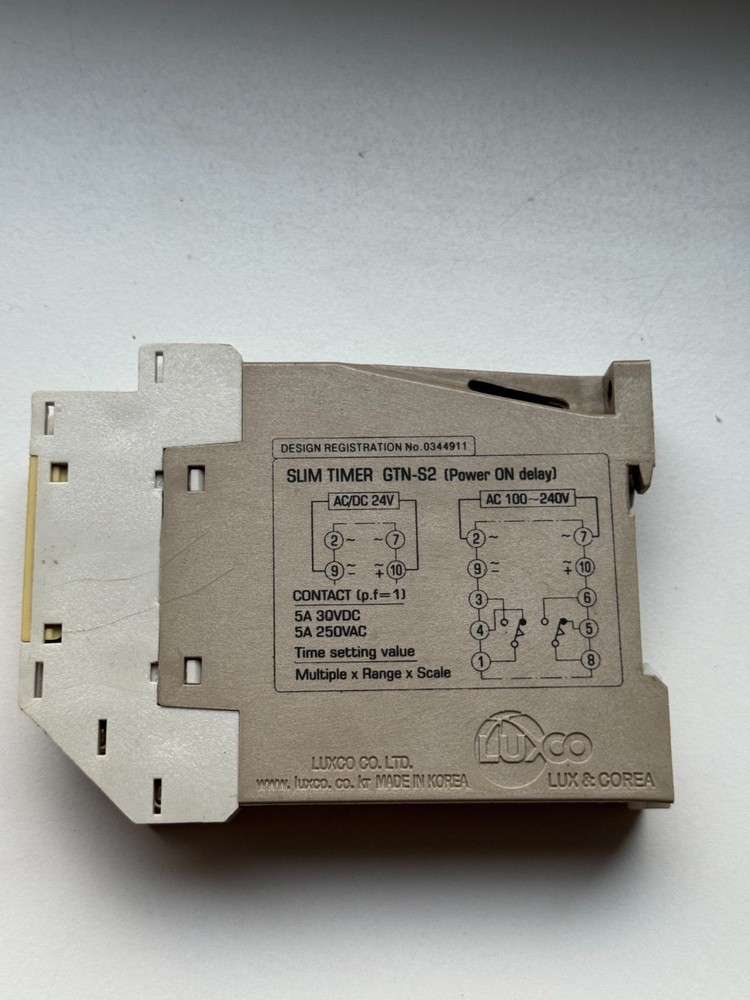 DESIGN REGISTRATION No.0344911
SLIM TIMER GTN-S2 (Power ON delay)
AC/DC 24V
2 ~ ~ 7
9 ~ + 10
CONTACT (p.f=1)
5A 30VDC
5A 250VAC
Time setting value
Multiple x Range x Scale
AC 100~240V
2 ~ ~ 7
9 ~ + 10
3 6
4 5
1 8
LUXCO
LUXCO CO. LTD.
www. luxco. co. kr MADE IN KOREA
LUX & COREA